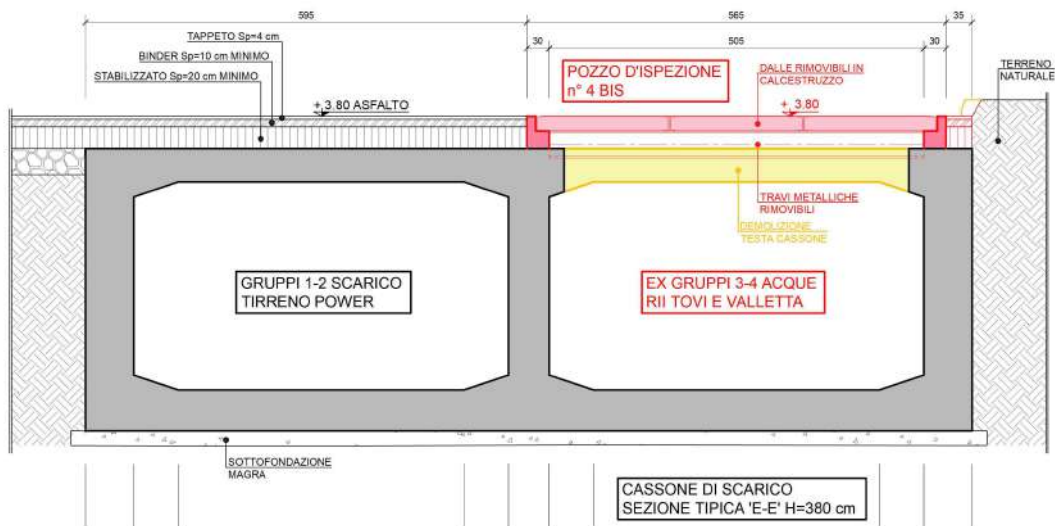 595
565
35
30
505
30
TAPPETO Sp=4 cm
BINDER Sp=10 cm MINIMO
STABILIZZATO Sp=20 cm MINIMO
POZZO D'ISPEZIONE
n° 4 BIS
DALLE RIMOVIBILI IN
CALCESTRUZZO
TERRENO
NATURALE
+ 3.80 ASFALTO
+ 3.80
TRAVI METALLICHE
RIMOVIBILI
DEMOLIZIONE
TESTA CASSONE
GRUPPI 1-2 SCARICO
TIRRENO POWER
EX GRUPPI 3-4 ACQUE
RII TOVI E VALLETTA
SOTTOFONDAZIONE
MAGRA
CASSONE DI SCARICO
SEZIONE TIPICA 'E-E' H=380 cm